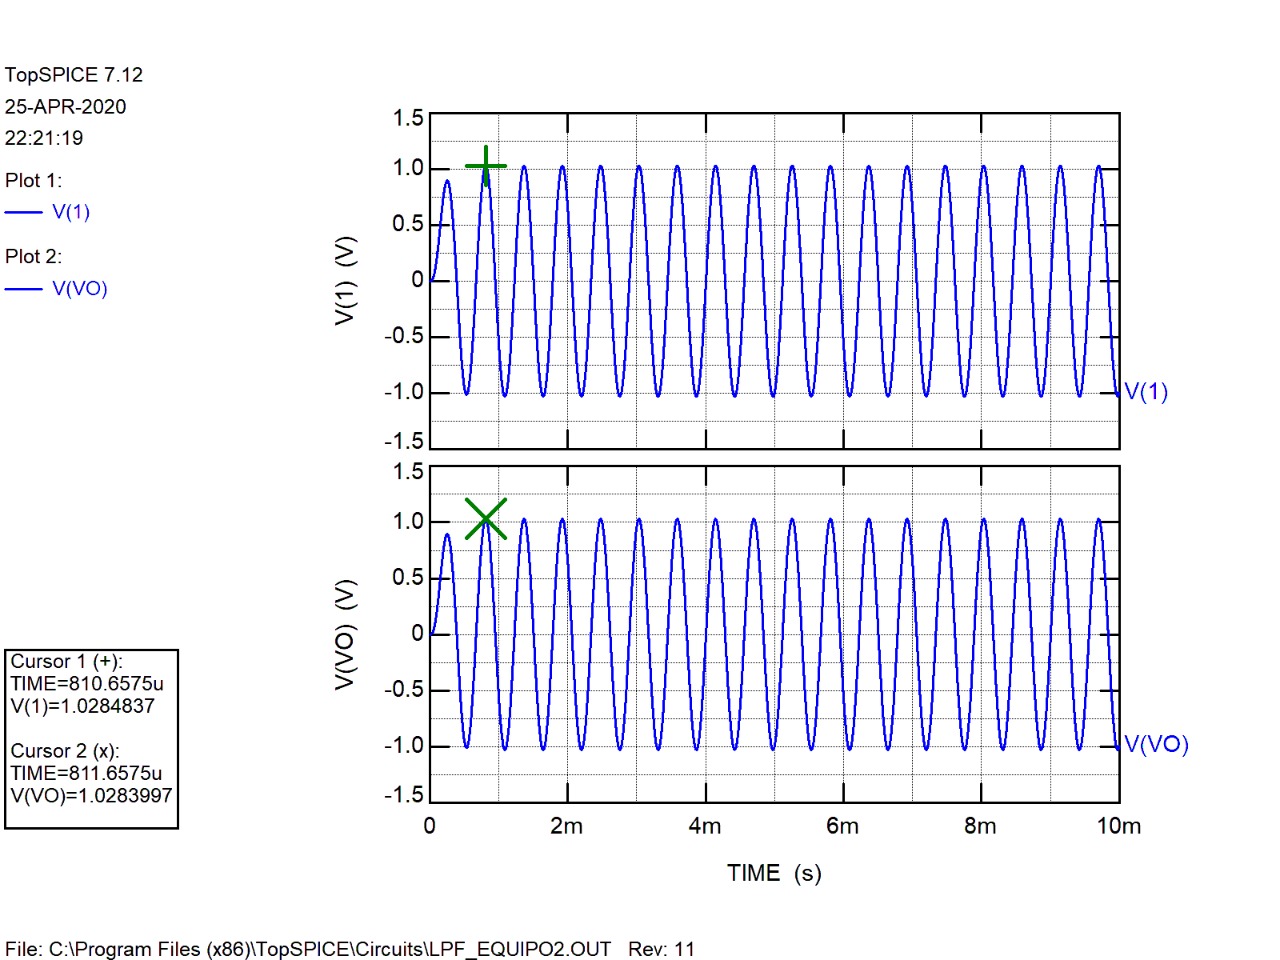 TopSPICE 7.12
25-APR-2020
22:21:19
Plot 1:
V(1)
Plot 2:
V(VO)
1.5
1.0
0.5
0
-0.5
-1.0
-1.5
V(1) (V)
V(1)
1.5
1.0
0.5
0
-0.5
-1.0
-1.5
V(VO) (V)
V(VO)
0 2m 4m 6m 8m 10m
TIME (s)
Cursor 1 (+):
TIME=810.6575u
V(1)=1.0284837
Cursor 2 (x):
TIME=811.6575u
V(VO)=1.0283997
File: C:\Program Files (x86)\TopSPICE\Circuits\LPF_EQUIPO2.OUT Rev: 11